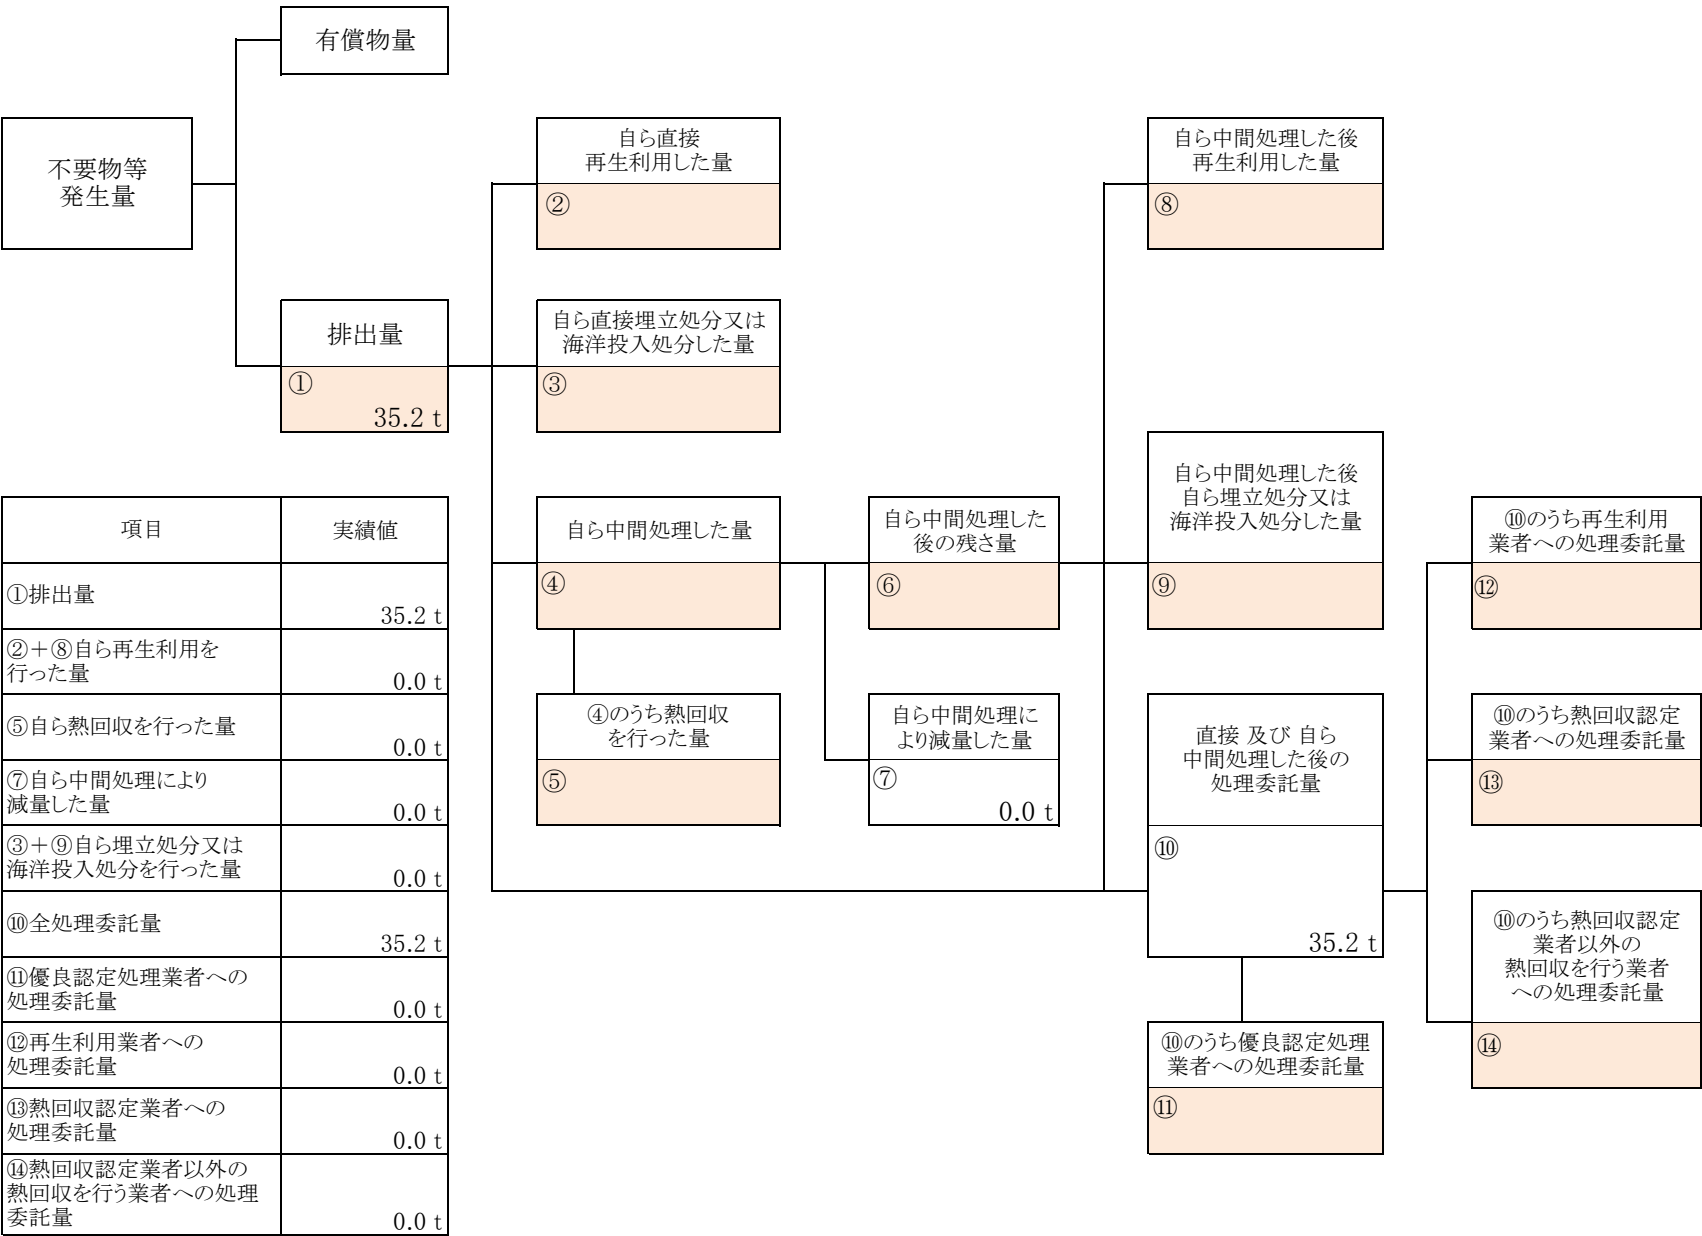 有償物量
不要物等
発生量
自ら直接
再生利用した量
②
自ら中間処理した後
再生利用した量
⑧
排出量
①
35.2 t
自ら直接埋立処分又は
海洋投入処分した量
③
自ら中間処理した量
④
自ら中間処理した
後の残さ量
⑥
自ら中間処理した後
自ら埋立処分又は
海洋投入処分した量
⑨
⑩のうち再生利用
業者への処理委託量
⑫
④のうち熱回収
を行った量
⑤
自ら中間処理に
より減量した量
⑦
0.0 t
直接 及び 自ら
中間処理した後の
処理委託量
⑩
35.2 t
⑩のうち熱回収認定
業者への処理委託量
⑬
⑩のうち熱回収認定
業者以外の
熱回収を行う業者
への処理委託量
⑭
⑩のうち優良認定処理
業者への処理委託量
⑪
項目
実績値
①排出量
35.2 t
②＋⑧自ら再生利用を
行った量
0.0 t
⑤自ら熱回収を行った量
0.0 t
⑦自ら中間処理により
減量した量
0.0 t
③＋⑨自ら埋立処分又は
海洋投入処分を行った量
0.0 t
⑩全処理委託量
35.2 t
⑪優良認定処理業者への
処理委託量
0.0 t
⑫再生利用業者への
処理委託量
0.0 t
⑬熱回収認定業者への
処理委託量
0.0 t
⑭熱回収認定業者以外の
熱回収を行う業者への処理
委託量
0.0 t